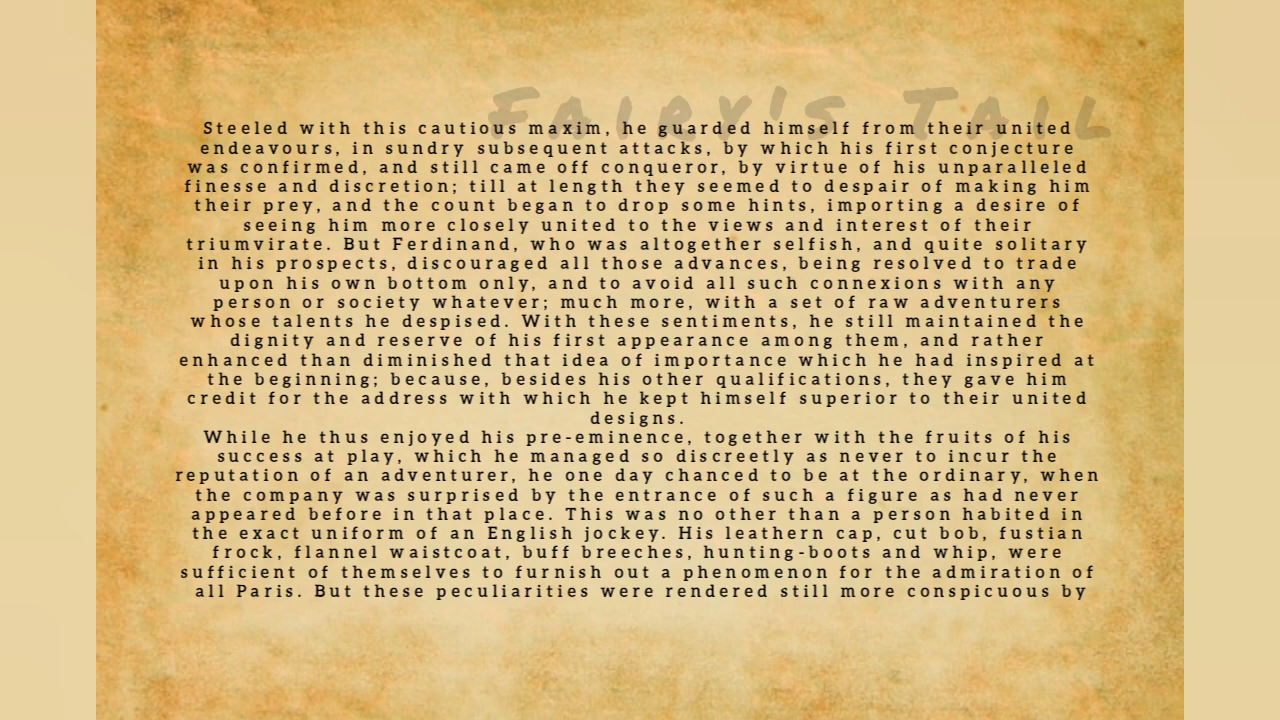 FAIRY'S TAIL
Steeled with this cautious maxim, he guarded himself from their united
endeavours, in sundry subsequent attacks, by which his first conjecture
was confirmed, and still came off conqueror, by virtue of his unparalleled
finesse and discretion; till at length they seemed to despair of making him
their prey, and the count began to drop some hints, importing a desire of
seeing him more closely united to the views and interest of their
triumvirate. But Ferdinand, who was altogether selfish, and quite solitary
in his prospects, discouraged all those advances, being resolved to trade
upon his own bottom only, and to avoid all such connexions with any
person or society whatever; much more, with a set of raw adventurers
whose talents he despised. With these sentiments, he still maintained the
dignity and reserve of his first appearance among them, and rather
enhanced than diminished that idea of importance which he had inspired at
the beginning; because, besides his other qualifications, they gave him
credit for the address with which he kept himself superior to their united
designs.
While he thus enjoyed his pre-eminence, together with the fruits of his
success at play, which he managed so discreetly as never to incur the
reputation of an adventurer, he one day chanced to be at the ordinary, when
the company was surprised by the entrance of such a figure as had never
appeared before in that place. This was no other than a person habited in
the exact uniform of an English jockey. His leathern cap, cut bob, fustian
frock, flannel waistcoat, buff breeches, hunting-boots and whip, were
sufficient of themselves to furnish out a phenomenon for the admiration of
all Paris. But these peculiarities were rendered still more conspicuous by